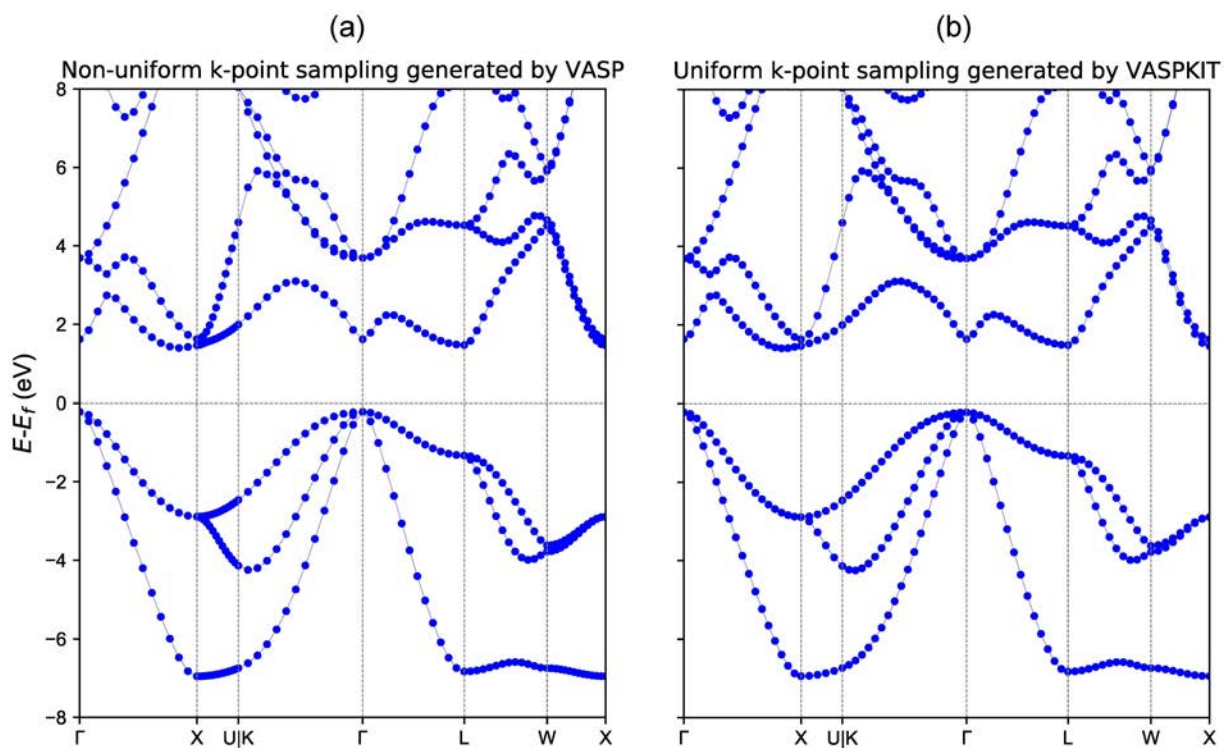 (a)
Non-uniform k-point sampling generated by VASP
E-E_f (eV)
8
6
4
2
0
−2
−4
−6
−8
Γ X U|K Γ L W X
(b)
Uniform k-point sampling generated by VASPKIT
Γ X U|K Γ L W X